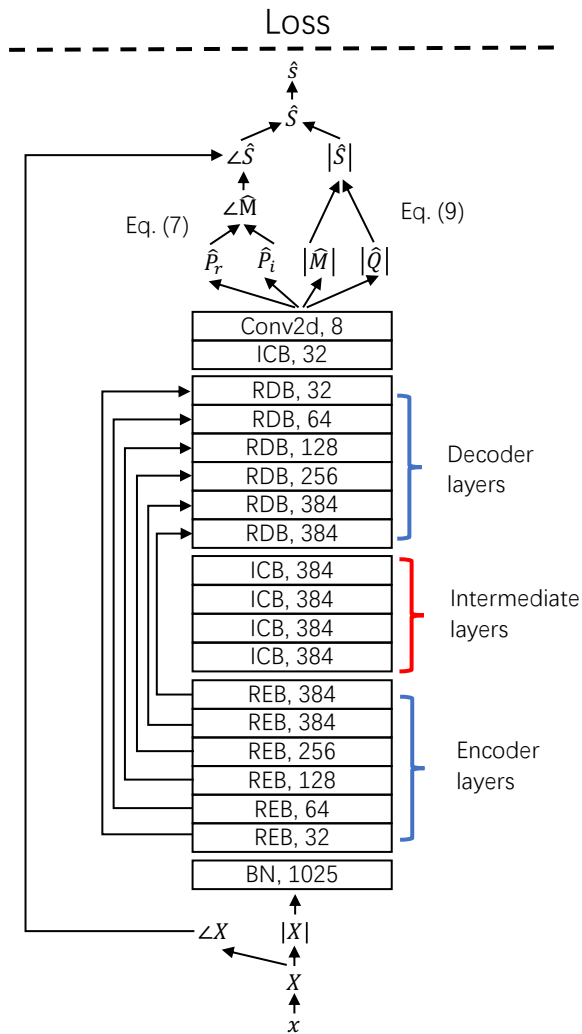 Loss
ŝ
Ŝ
∠Ŝ |Ŝ|
Eq. (7) ∠M̂ Eq. (9)
P̂ᵣ P̂ᵢ |M̂| |Q̂|
Conv2d, 8
ICB, 32
RDB, 32
RDB, 64
RDB, 128
RDB, 256
RDB, 384
RDB, 384
Decoder
layers
ICB, 384
ICB, 384
ICB, 384
ICB, 384
Intermediate
layers
REB, 384
REB, 384
REB, 256
REB, 128
REB, 64
REB, 32
Encoder
layers
BN, 1025
∠X |X|
X
x